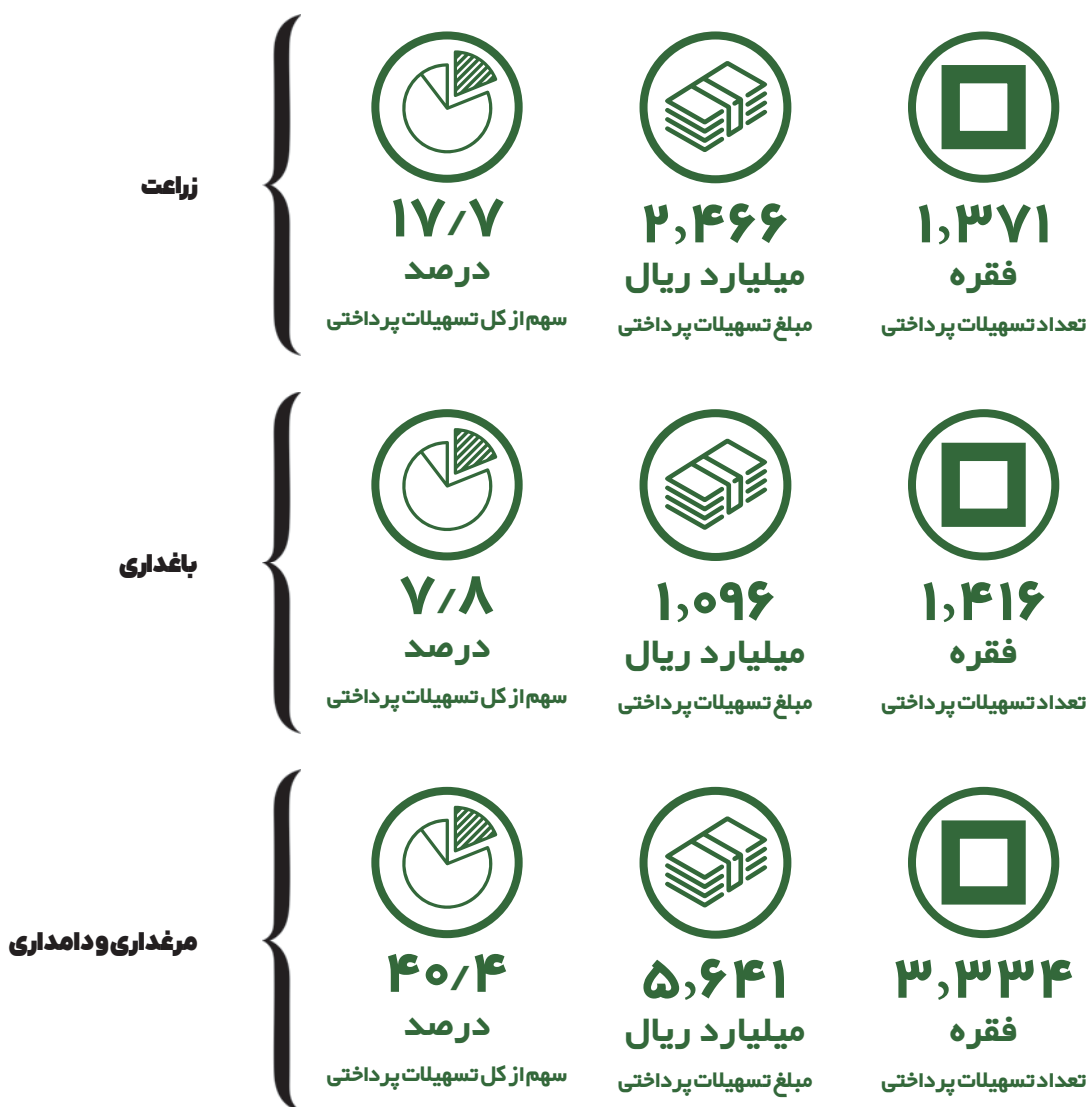 ۱,۳۷۱
فقره
تعداد تسهیلات پرداختی
۲,۴۶۶
میلیارد ریال
مبلغ تسهیلات پرداختی
۱۷/۷
درصد
سهم از کل تسهیلات پرداختی
زراعت
۱,۴۱۶
فقره
تعداد تسهیلات پرداختی
۱,۰۹۶
میلیارد ریال
مبلغ تسهیلات پرداختی
۷/۸
درصد
سهم از کل تسهیلات پرداختی
باغداری
۳,۳۳۴
فقره
تعداد تسهیلات پرداختی
۵,۶۴۱
میلیارد ریال
مبلغ تسهیلات پرداختی
۴۰/۴
درصد
سهم از کل تسهیلات پرداختی
مرغداری و دامداری